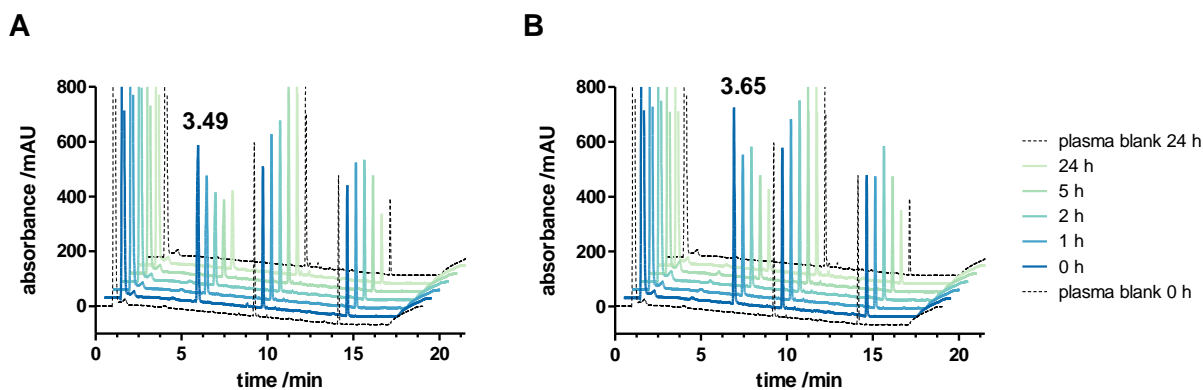 A
B
800
600
400
200
0
absorbance /mAU
3.49
0
5
10
15
20
time /min
800
600
400
200
0
absorbance /mAU
3.65
0
5
10
15
20
time /min
plasma blank 24 h
24 h
5 h
2 h
1 h
0 h
plasma blank 0 h